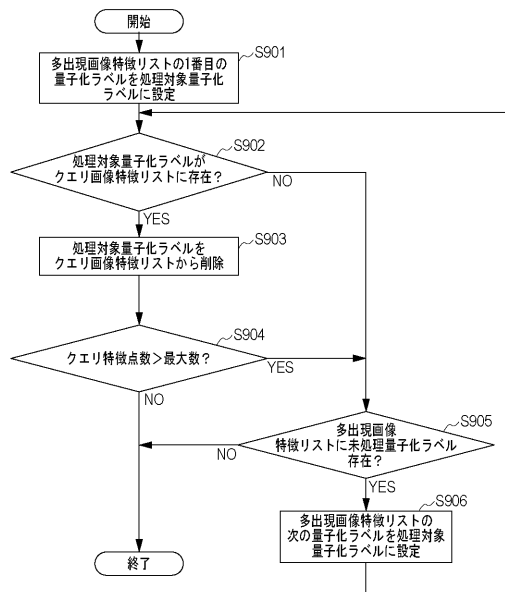 開始
S901
多出現画像特徴リストの1番目の
量子化ラベルを処理対象量子化
ラベルに設定
S902
処理対象量子化ラベルが
クエリ画像特徴リストに存在?
NO
YES
S903
処理対象量子化ラベルを
クエリ画像特徴リストから削除
S904
クエリ特徴点数>最大数?
YES
NO
S905
多出現画像
特徴リストに未処理量子化ラベル
存在?
NO
YES
S906
多出現画像特徴リストの
次の量子化ラベルを処理対象
量子化ラベルに設定
終了